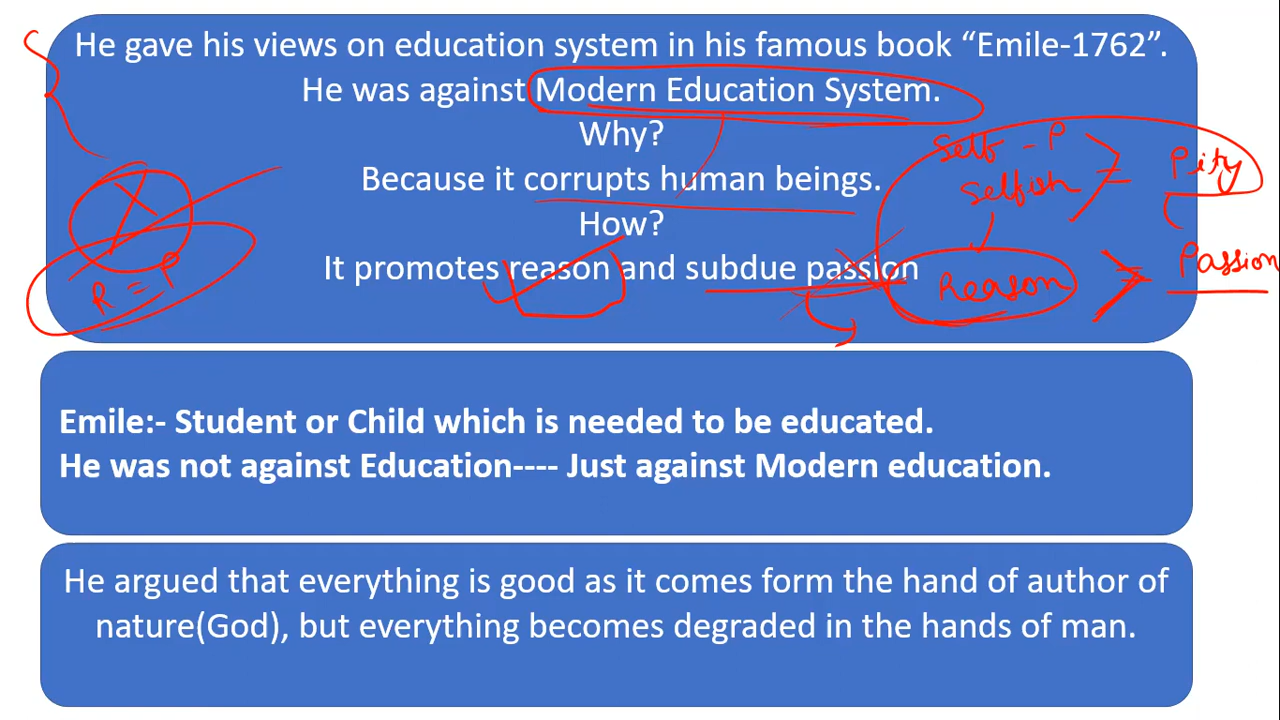 He gave his views on education system in his famous book “Emile-1762”.
He was against Modern Education System.
Why?
Because it corrupts human beings.
How?
It promotes reason and subdue passion
Self - P
Selfish
Pity
Reason
Passion
R = P
Emile:- Student or Child which is needed to be educated.
He was not against Education---- Just against Modern education.
He argued that everything is good as it comes form the hand of author of
nature(God), but everything becomes degraded in the hands of man.